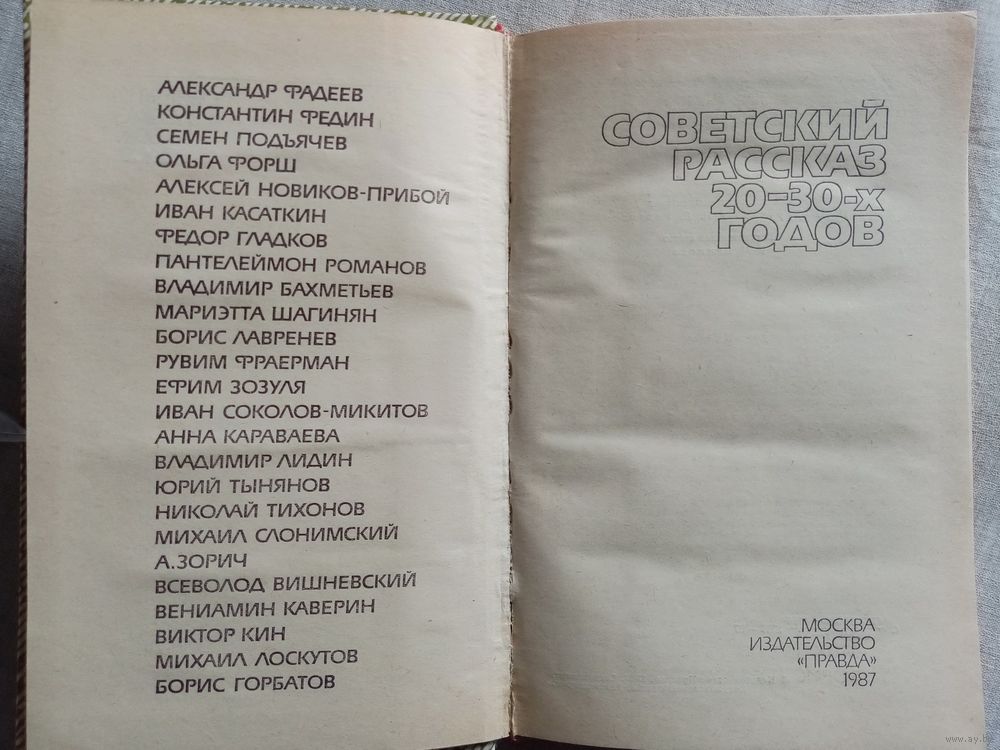 АЛЕКСАНДР ФАДЕЕВ
КОНСТАНТИН ФЕДИН
СЕМЕН ПОДЪЯЧЕВ
ОЛЬГА ФОРШ
АЛЕКСЕЙ НОВИКОВ-ПРИБОЙ
ИВАН КАСАТКИН
ФЕДОР ГЛАДКОВ
ПАНТЕЛЕЙМОН РОМАНОВ
ВЛАДИМИР БАХМЕТЬЕВ
МАРИЭТТА ШАГИНЯН
БОРИС ЛАВРЕНЕВ
РУВИМ ФРАЕРМАН
ЕФИМ ЗОЗУЛЯ
ИВАН СОКОЛОВ-МИКИТОВ
АННА КАРАВАЕВА
ВЛАДИМИР ЛИДИН
ЮРИЙ ТЫНЯНОВ
НИКОЛАЙ ТИХОНОВ
МИХАИЛ СЛОНИМСКИЙ
А.ЗОРИЧ
ВСЕВОЛОД ВИШНЕВСКИЙ
ВЕНИАМИН КАВЕРИН
ВИКТОР КИН
МИХАИЛ ЛОСКУТОВ
БОРИС ГОРБАТОВ
СОВЕТСКИЙ
РАССКАЗ
20-30-х
ГОДОВ
МОСКВА
ИЗДАТЕЛЬСТВО
«ПРАВДА»
1987